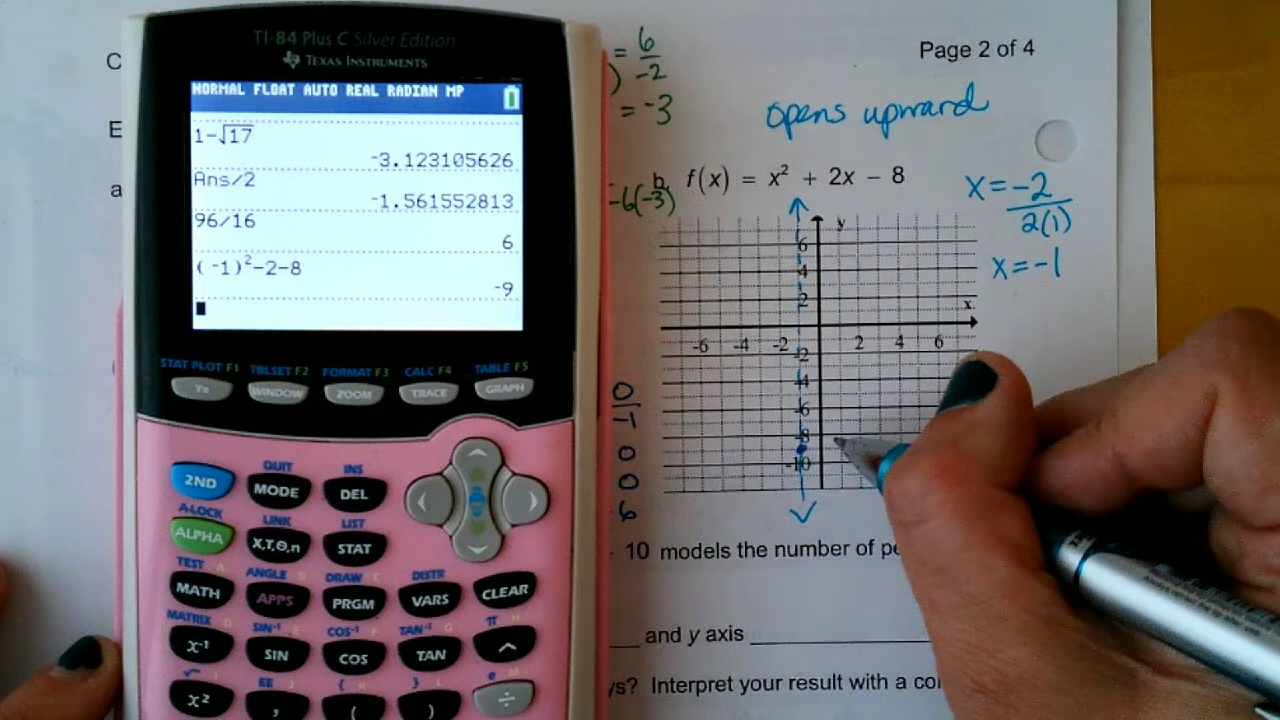 TI-84 Plus C Silver Edition
TEXAS INSTRUMENTS
NORMAL FLOAT AUTO REAL RADIAN MP
1-√17
-3.123105626
Ans/2
-1.561552813
96/16
6
(-1)²-2-8
-9
STAT PLOT F1 TBLSET F2 FORMAT F3 CALC F4 TABLE F5
Y= WINDOW ZOOM TRACE GRAPH
QUIT INS
2ND MODE DEL
A-LOCK LINK LIST
ALPHA X,T,Θ,n STAT
TEST A ANGLE B DRAW C DISTR
MATH APPS PRGM VARS CLEAR
MATRIX D SIN⁻¹ E COS⁻¹ F TAN⁻¹ G π H
x⁻¹ SIN COS TAN ^
√ I EE J { K } L e M
x² , ( ) ÷
C
E
a
= 6/-2
) = -3
-6(-3)
Page 2 of 4
opens upward
b. f(x) = x² + 2x − 8
x = -2/2(1)
x = -1
y
6
4
2
x
-6 -4 -2 2 4 6
-2
-4
-6
-8
-10
10 models the number of
and y axis
ys? Interpret your result with a